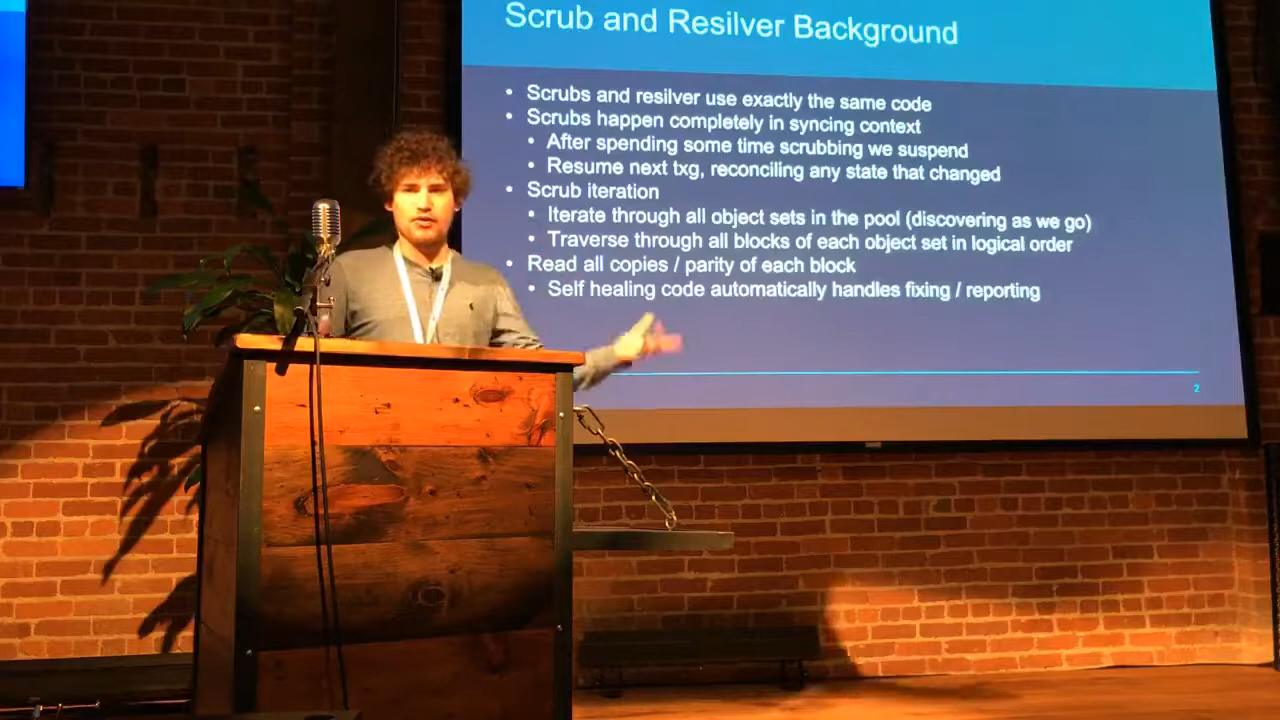 Scrub and Resilver Background
• Scrubs and resilver use exactly the same code
• Scrubs happen completely in syncing context
• After spending some time scrubbing we suspend
• Resume next txg, reconciling any state that changed
• Scrub iteration
• Iterate through all object sets in the pool (discovering as we go)
• Traverse through all blocks of each object set in logical order
• Read all copies / parity of each block
• Self healing code automatically handles fixing / reporting
2